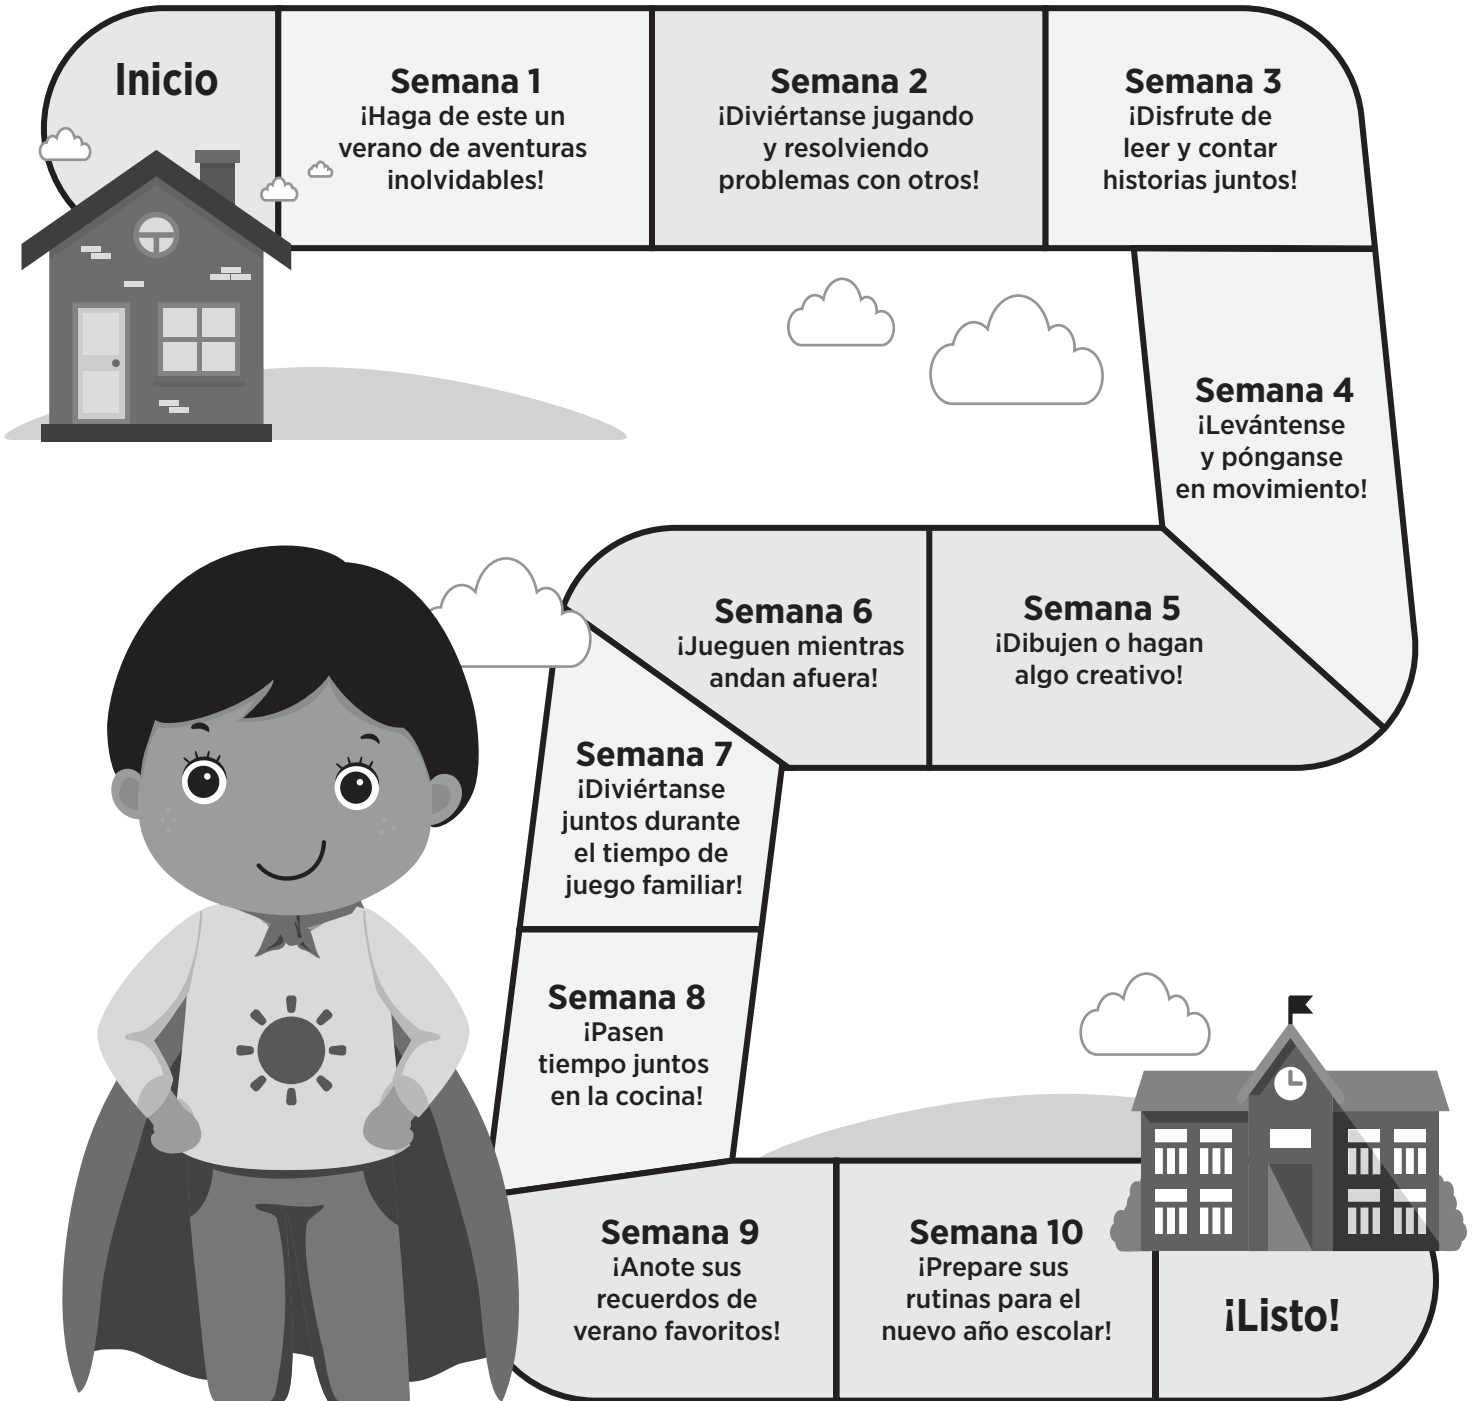 Inicio
Semana 1
¡Haga de este un
verano de aventuras
inolvidables!
Semana 2
¡Diviértanse jugando
y resolviendo
problemas con otros!
Semana 3
¡Disfrute de
leer y contar
historias juntos!
Semana 4
¡Levántense
y pónganse
en movimiento!
Semana 5
¡Dibujen o hagan
algo creativo!
Semana 6
¡Jueguen mientras
andan afuera!
Semana 7
¡Diviértanse
juntos durante
el tiempo de
juego familiar!
Semana 8
¡Pasen
tiempo juntos
en la cocina!
Semana 9
¡Anote sus
recuerdos de
verano favoritos!
Semana 10
¡Prepare sus
rutinas para el
nuevo año escolar!
¡Listo!